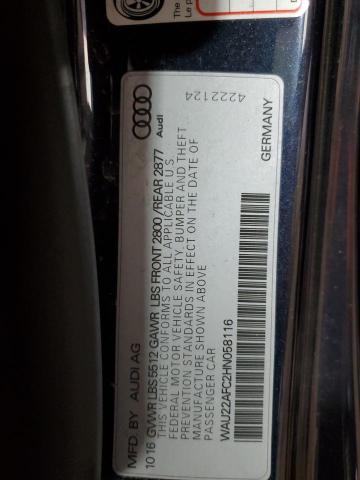 The
Le p
4222124
Audi
MFD. BY AUDI AG
10 16 GVWR LBS 5512 GAWR LBS FRONT 2800 /REAR 2877
THIS VEHICLE CONFORMS TO ALL APPLICABLE U.S.
FEDERAL MOTOR VEHICLE SAFETY, BUMPER AND THEFT
PREVENTION STANDARDS IN EFFECT ON THE DATE OF
MANUFACTURE SHOWN ABOVE
PASSENGER CAR
WAU22AFC2HN058116
GERMANY